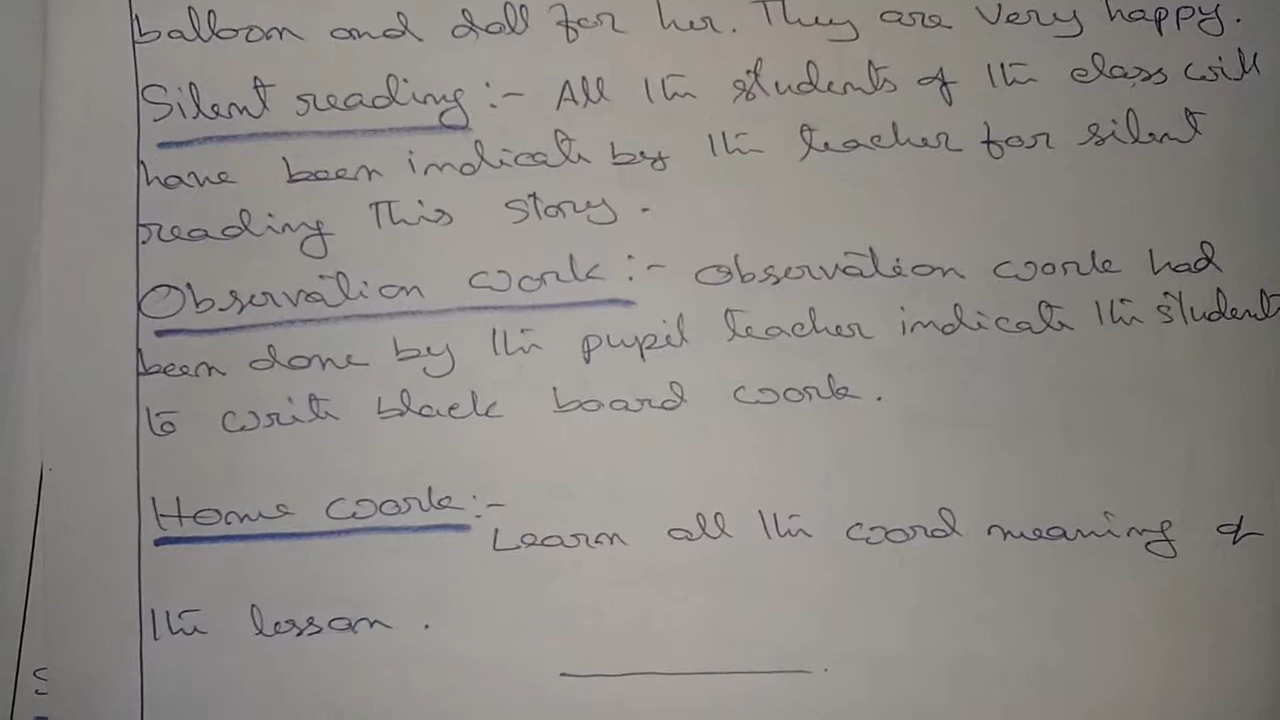 balloon and doll for her. They are very happy.
Silent reading :- All the students of the class will
have been indicate by the teacher for silent
reading This story.
Observation work :- Observation work had
been done by the pupil teacher indicate the student
to write black board work.
Home work :-
Learn all the word meaning of
the lesson.